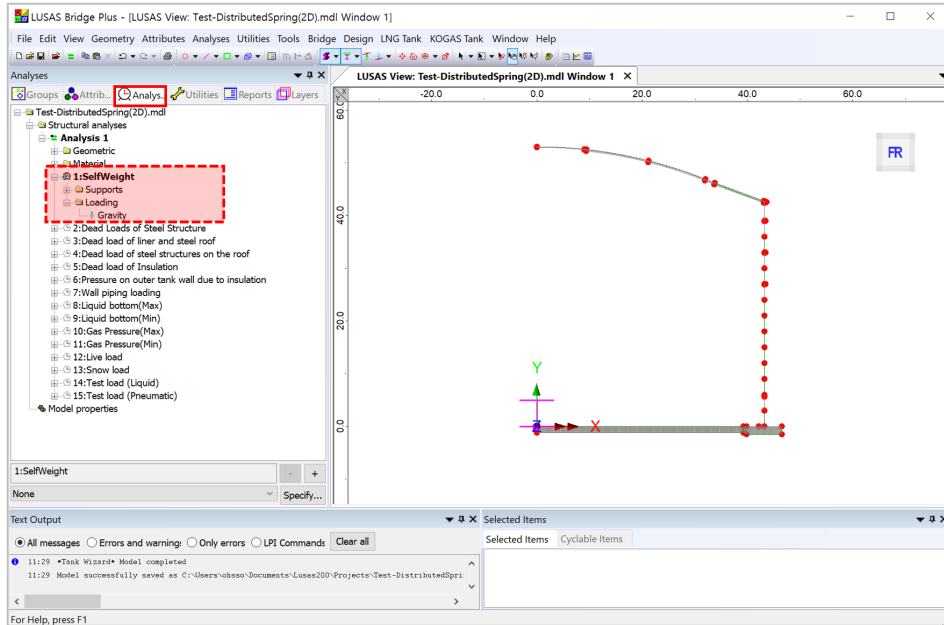 LUSAS Bridge Plus - [LUSAS View: Test-DistributedSpring(2D).mdl Window 1]
File Edit View Geometry Attributes Analyses Utilities Tools Bridge Design LNG Tank KOGAS Tank Window Help
Analyses
LUSAS View: Test-DistributedSpring(2D).mdl Window 1
Groups Attrib... Analys... Utilities Reports Layers
X
Y
-20.0 0.0 20.0 40.0 60.0
Test-DistributedSpring(2D).mdl
Structural analyses
Analysis 1
Geometric
Material
1:SelfWeight
Supports
Loading
Gravity
2:Dead Loads of Steel Structure
3:Dead load of liner and steel roof
4:Dead load of steel structures on the roof
5:Dead load of Insulation
6:Pressure on outer tank wall due to insulation
7:Wall piping loading
8:Liquid bottom(Max)
9:Liquid bottom(Min)
10:Gas Pressure(Max)
11:Gas Pressure(Min)
12:Live load
13:Snow load
14:Test load (Liquid)
15:Test load (Pneumatic)
Model properties
60.0
40.0
20.0
0.0
FR
Y
Z
X
1:SelfWeight
- +
None
Specify...
Text Output
Selected Items
All messages Errors and warnings Only errors LPI Commands Clear all
Selected Items Cyclable Items
11:29 *Tank Wizard* Model completed
11:29 Model successfully saved as C:\Users\ohsso\Documents\Lusas200\Projects\Test-DistributedSpri
For Help, press F1